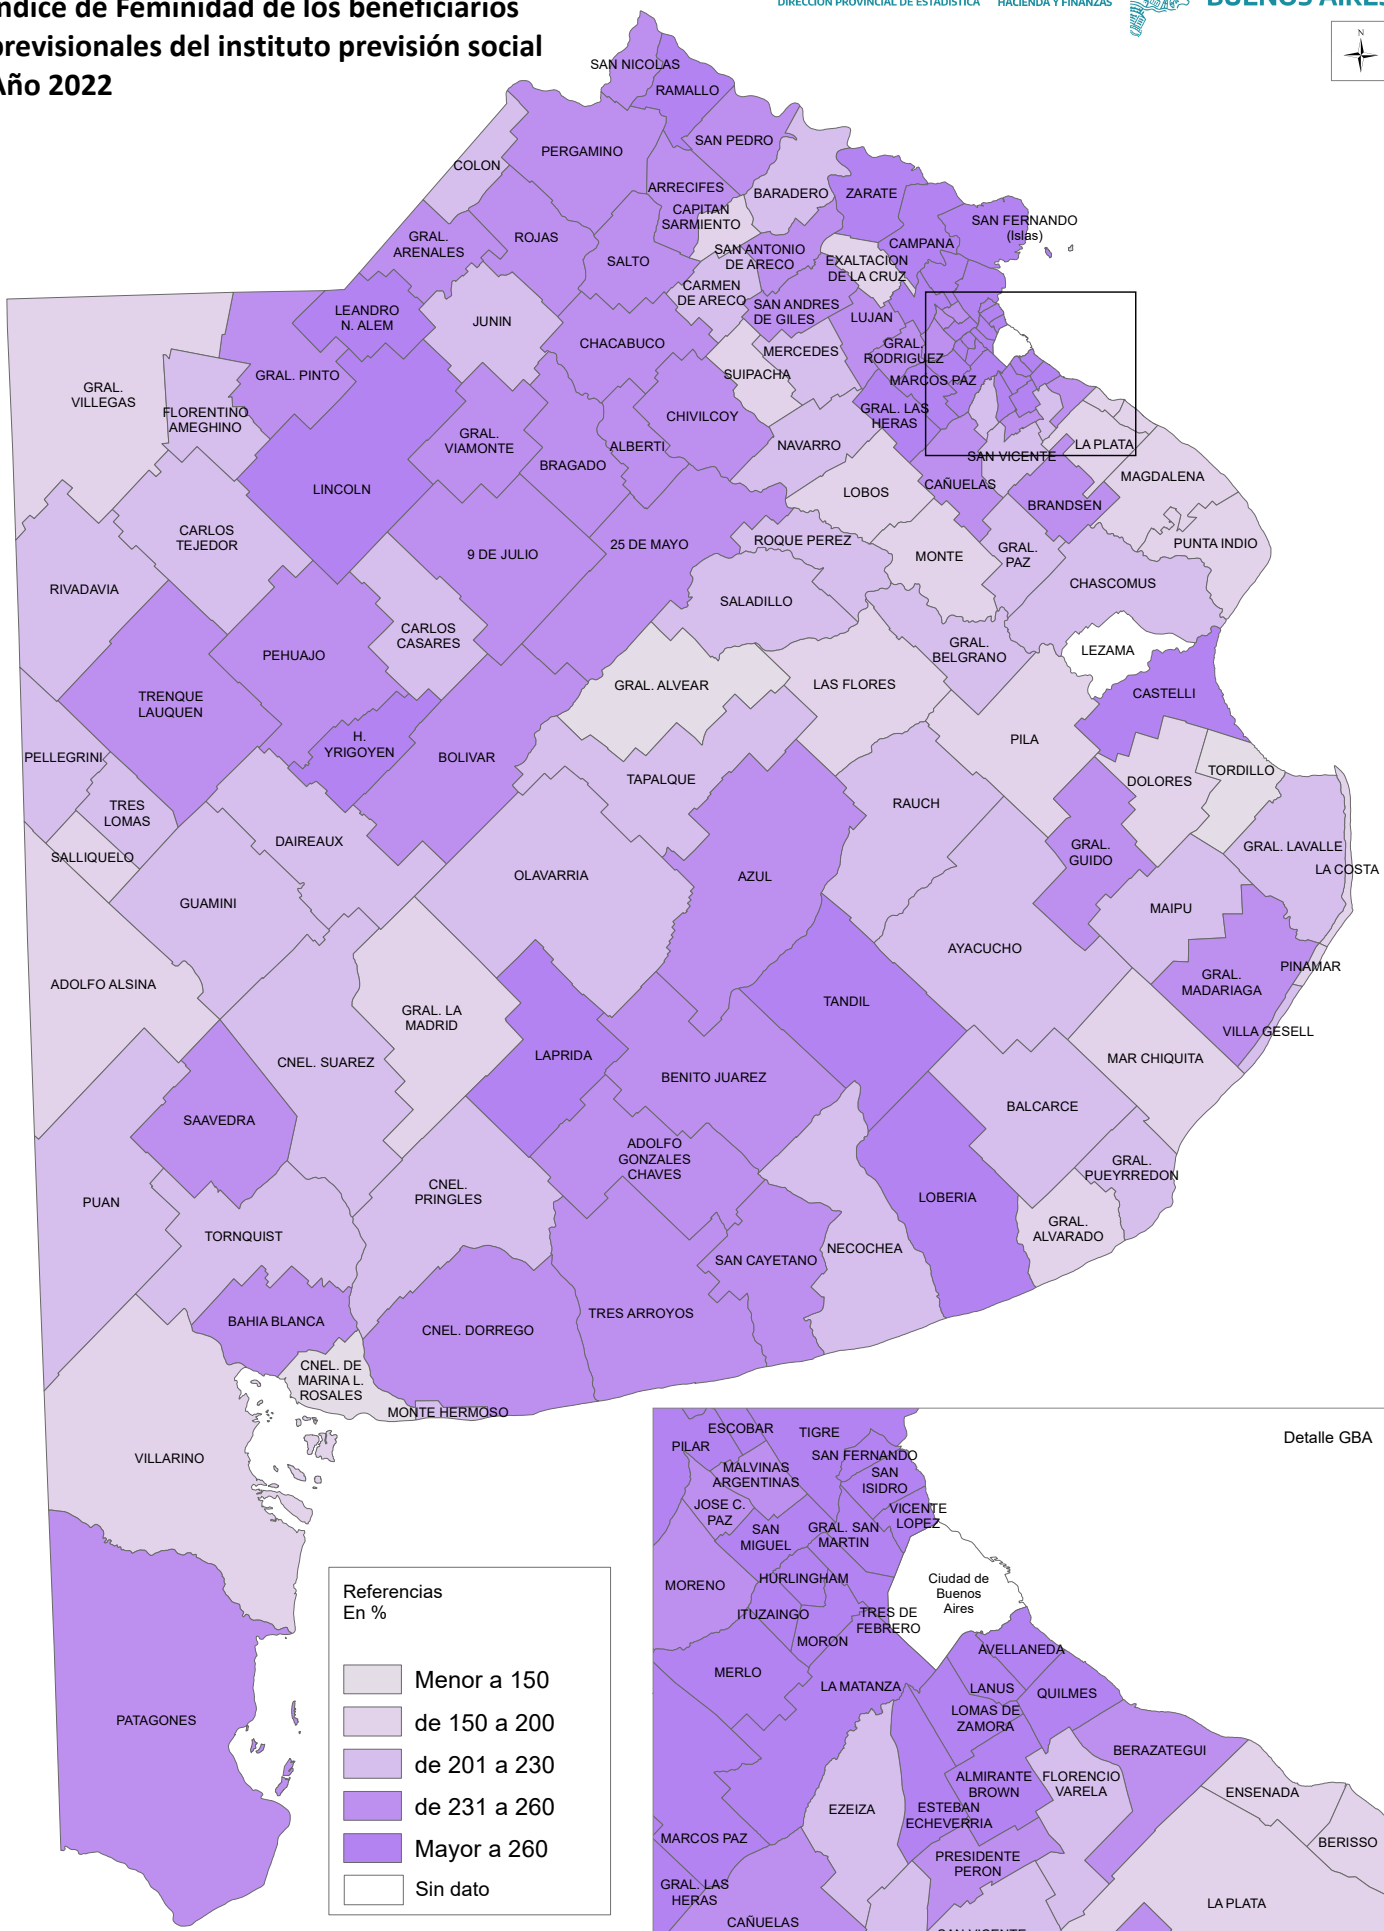 Índice de Feminidad de los beneficiarios
previsionales del instituto previsión social
Año 2022
DIRECCIÓN PROVINCIAL DE ESTADÍSTICA
HACIENDA Y FINANZAS
BUENOS AIRES
N
SAN NICOLAS
RAMALLO
SAN PEDRO
PERGAMINO
COLON
ARRECIFES
BARADERO
ZARATE
CAPITAN
SARMIENTO
SAN FERNANDO
(Islas)
GRAL.
ARENALES
ROJAS
SALTO
SAN ANTONIO
DE ARECO
CAMPANA
EXALTACION
DE LA CRUZ
CARMEN
DE ARECO
SAN ANDRES
DE GILES
LUJAN
LEANDRO
N. ALEM
JUNIN
CHACABUCO
MERCEDES
GRAL.
RODRIGUEZ
SUIPACHA
MARCOS PAZ
GRAL. PINTO
GRAL.
VILLEGAS
FLORENTINO
AMEGHINO
CHIVILCOY
GRAL. LAS
HERAS
GRAL.
VIAMONTE
ALBERTI
NAVARRO
LA PLATA
SAN VICENTE
BRAGADO
MAGDALENA
LINCOLN
LOBOS
CAÑUELAS
BRANDSEN
CARLOS
TEJEDOR
9 DE JULIO
25 DE MAYO
ROQUE PEREZ
MONTE
GRAL.
PAZ
PUNTA INDIO
RIVADAVIA
CHASCOMUS
SALADILLO
CARLOS
CASARES
PEHUAJO
GRAL.
BELGRANO
LEZAMA
TRENQUE
LAUQUEN
GRAL. ALVEAR
LAS FLORES
CASTELLI
H.
YRIGOYEN
PILA
PELLEGRINI
BOLIVAR
TAPALQUE
DOLORES
TORDILLO
TRES
LOMAS
RAUCH
DAIREAUX
SALLIQUELO
GRAL.
GUIDO
GRAL. LAVALLE
LA COSTA
OLAVARRIA
AZUL
GUAMINI
MAIPU
AYACUCHO
ADOLFO ALSINA
PINAMAR
GRAL.
MADARIAGA
GRAL. LA
MADRID
TANDIL
VILLA GESELL
CNEL. SUAREZ
LAPRIDA
MAR CHIQUITA
BENITO JUAREZ
BALCARCE
SAAVEDRA
ADOLFO
GONZALES
CHAVES
GRAL.
PUEYRREDON
CNEL.
PRINGLES
PUAN
LOBERIA
GRAL.
ALVARADO
TORNQUIST
NECOCHEA
SAN CAYETANO
BAHIA BLANCA
TRES ARROYOS
CNEL. DORREGO
CNEL. DE
MARINA L.
ROSALES
MONTE HERMOSO
VILLARINO
PATAGONES
Referencias
En %
Menor a 150
de 150 a 200
de 201 a 230
de 231 a 260
Mayor a 260
Sin dato
Detalle GBA
ESCOBAR
TIGRE
PILAR
SAN FERNANDO
MALVINAS
ARGENTINAS
SAN
ISIDRO
JOSE C.
PAZ
VICENTE
LOPEZ
SAN
MIGUEL
GRAL. SAN
MARTIN
MORENO
HURLINGHAM
Ciudad de
Buenos
Aires
ITUZAINGO
TRES DE
FEBRERO
MORON
AVELLANEDA
MERLO
LA MATANZA
LANUS
QUILMES
LOMAS DE
ZAMORA
BERAZATEGUI
ALMIRANTE
BROWN
FLORENCIO
VARELA
ENSENADA
EZEIZA
ESTEBAN
ECHEVERRIA
MARCOS PAZ
BERISSO
PRESIDENTE
PERON
GRAL. LAS
HERAS
LA PLATA
CAÑUELAS
SAN VICENTE